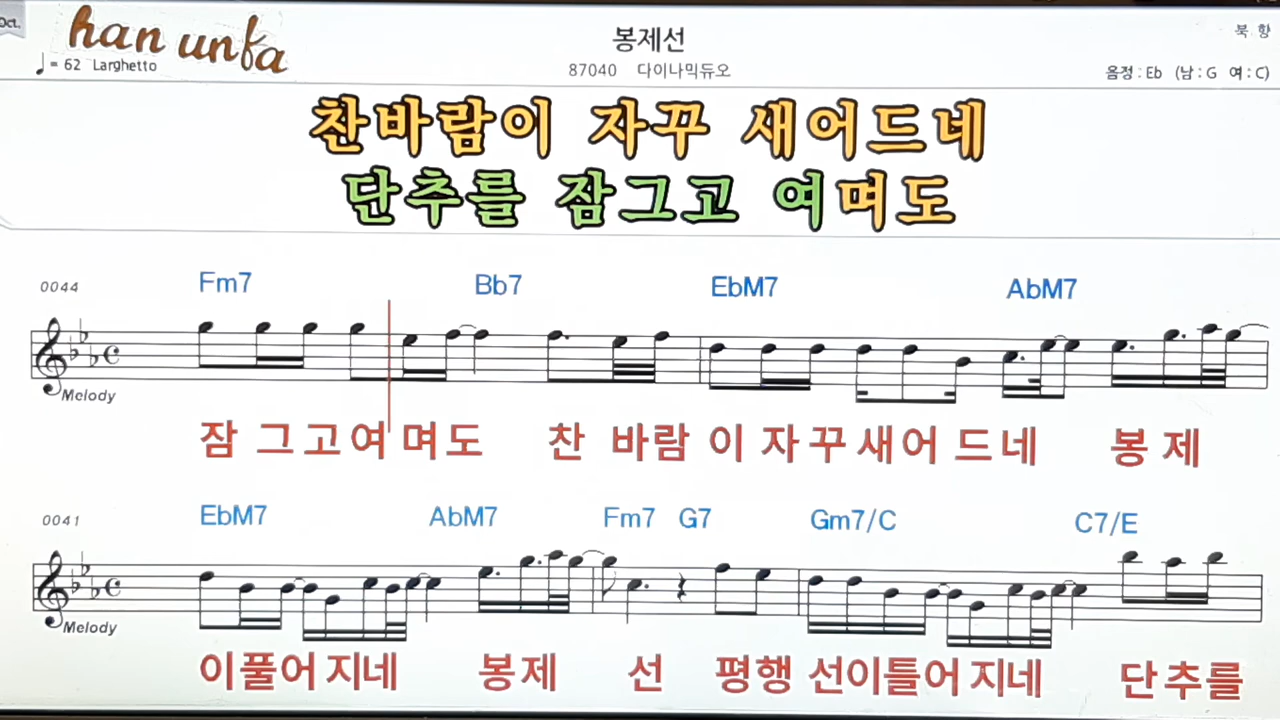 Oct.
han unfa
봉제선
북 향
♩ = 62 Larghetto
87040 다이나믹듀오
음정 : Eb (남 : G 여 : C)
찬바람이 자꾸 새어드네
단추를 잠그고 여며도
0044
Fm7 Bb7 EbM7 AbM7
Melody
잠 그고여 며도 찬 바람 이 자꾸새어 드네 봉 제
0041
EbM7 AbM7 Fm7 G7 Gm7/C C7/E
Melody
이풀어지네 봉제 선 평행 선이틀어지네 단추를